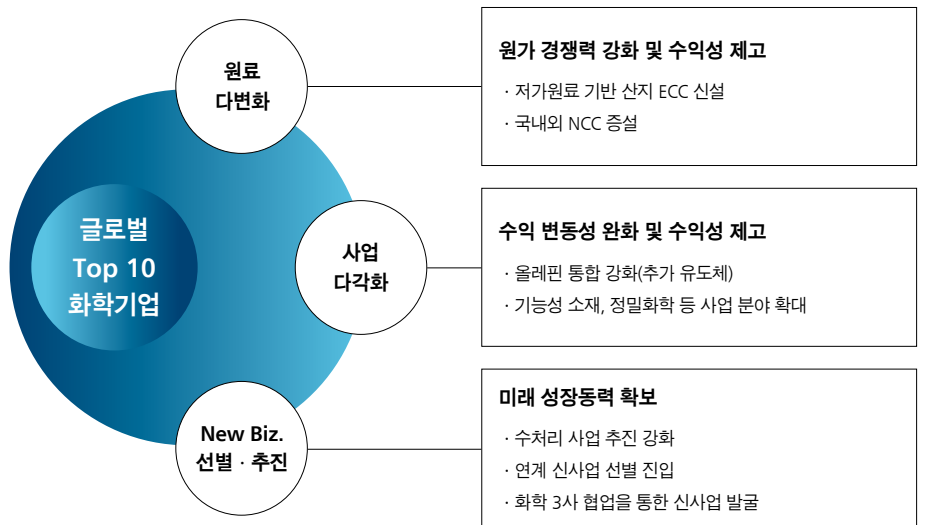 글로벌
Top 10
화학기업
원료
다변화
원가 경쟁력 강화 및 수익성 제고
· 저가원료 기반 산지 ECC 신설
· 국내외 NCC 증설
사업
다각화
수익 변동성 완화 및 수익성 제고
· 올레핀 통합 강화(추가 유도체)
· 기능성 소재, 정밀화학 등 사업 분야 확대
New Biz.
선별 · 추진
미래 성장동력 확보
· 수처리 사업 추진 강화
· 연계 신사업 선별 진입
· 화학 3사 협업을 통한 신사업 발굴